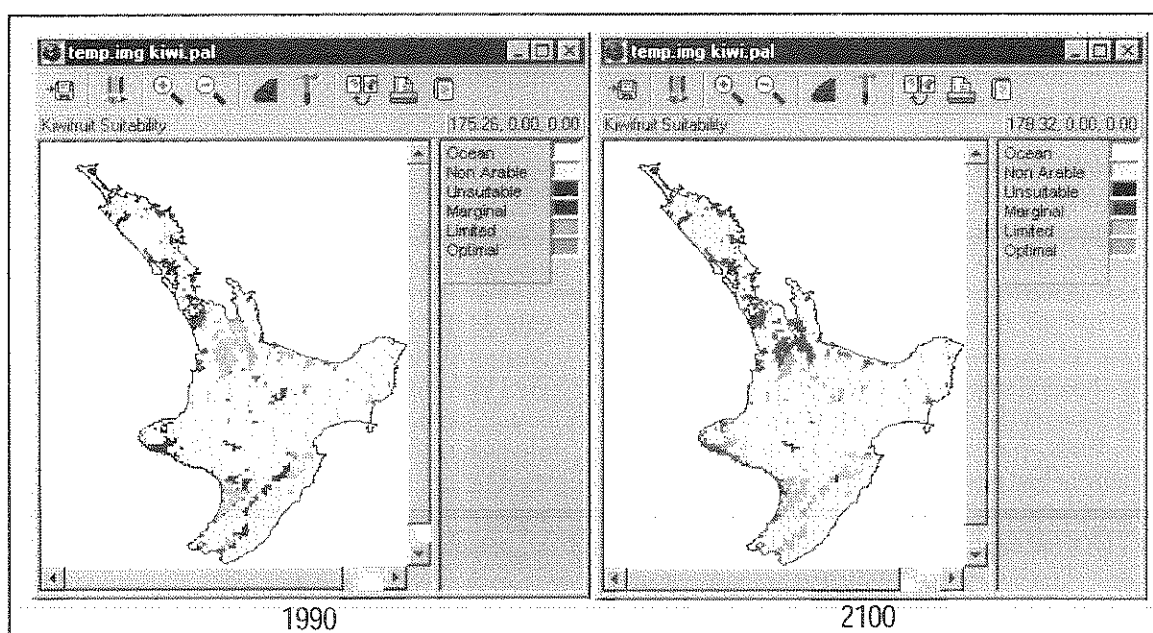 temp.img kiwi.pal
Kiwifruit Suitability
175.26, 0.00, 0.00
Ocean
Non Arable
Unsuitable
Marginal
Limited
Optimal
1990
temp.img kiwi.pal
Kiwifruit Suitability
178.32, 0.00, 0.00
Ocean
Non Arable
Unsuitable
Marginal
Limited
Optimal
2100